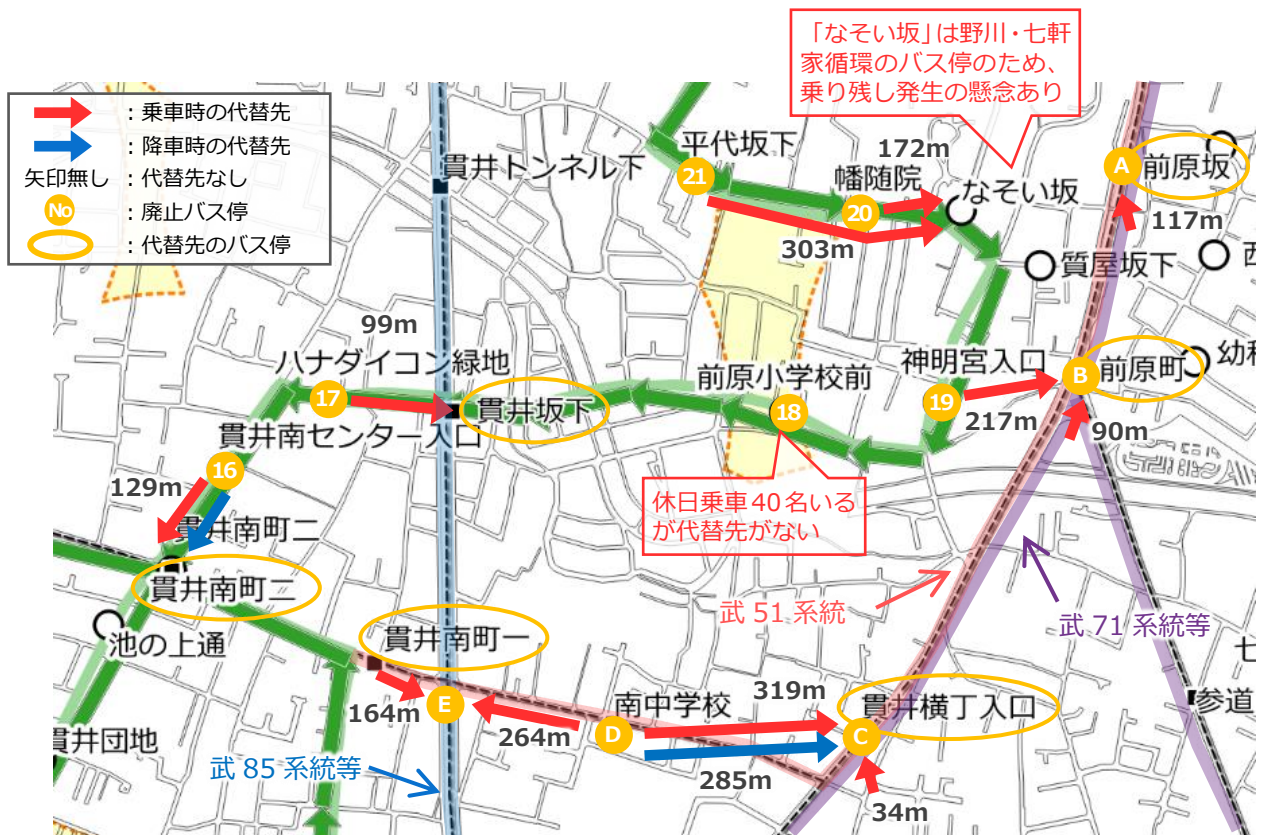 「なそい坂」は野川・七軒
家循環のバス停のため、
乗り残し発生の懸念あり
：乗車時の代替先
：降車時の代替先
矢印無し ：代替先なし
No ：廃止バス停
：代替先のバス停
貫井トンネル下
平代坂下
21
172m
幡随院
20
なそい坂
303m
A
前原坂
117m
質屋坂下
西
99m
ハナダイコン緑地
17
貫井坂下
前原小学校前
18
神明宮入口
19
217m
B
前原町
幼稚
90m
貫井南センター入口
16
129m
休日乗車40名いる
が代替先がない
貫井南町二
貫井南町二
池の上通
貫井南町一
武 51 系統
武 71 系統等
七
164m
E
264m
南中学校
D
319m
貫井横丁入口
C
参道
貫井団地
武 85 系統等
285m
34m